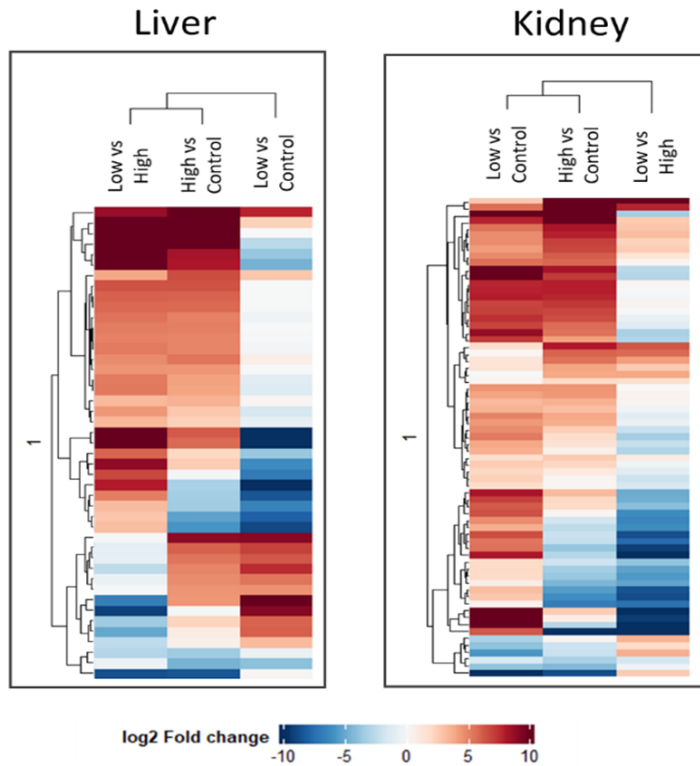 Liver
Kidney
Low vs
High
High vs
Control
Low vs
Control
Low vs
Control
High vs
Control
Low vs
High
1
1
log2 Fold change
-10
-5
0
5
10